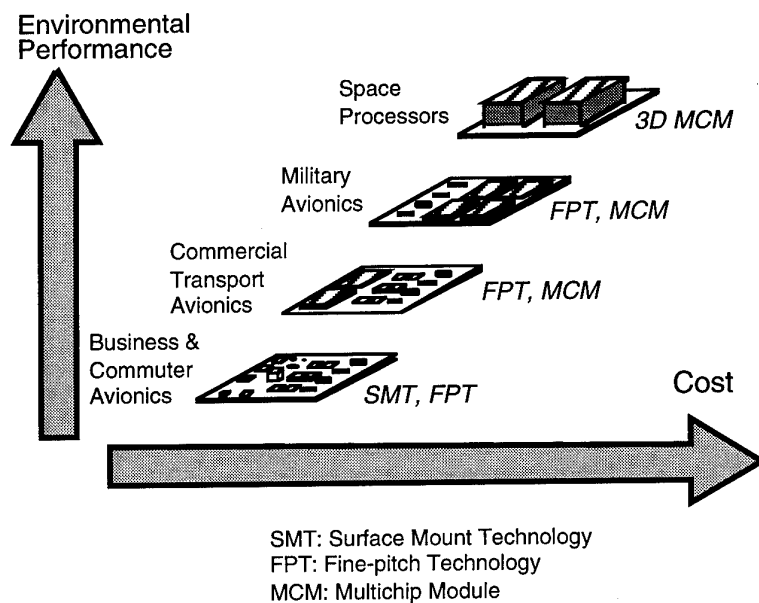 Environmental
Performance
Space
Processors
3D MCM
Military
Avionics
FPT, MCM
Commercial
Transport
Avionics
FPT, MCM
Business &
Commuter
Avionics
SMT, FPT
Cost
SMT: Surface Mount Technology
FPT: Fine-pitch Technology
MCM: Multichip Module